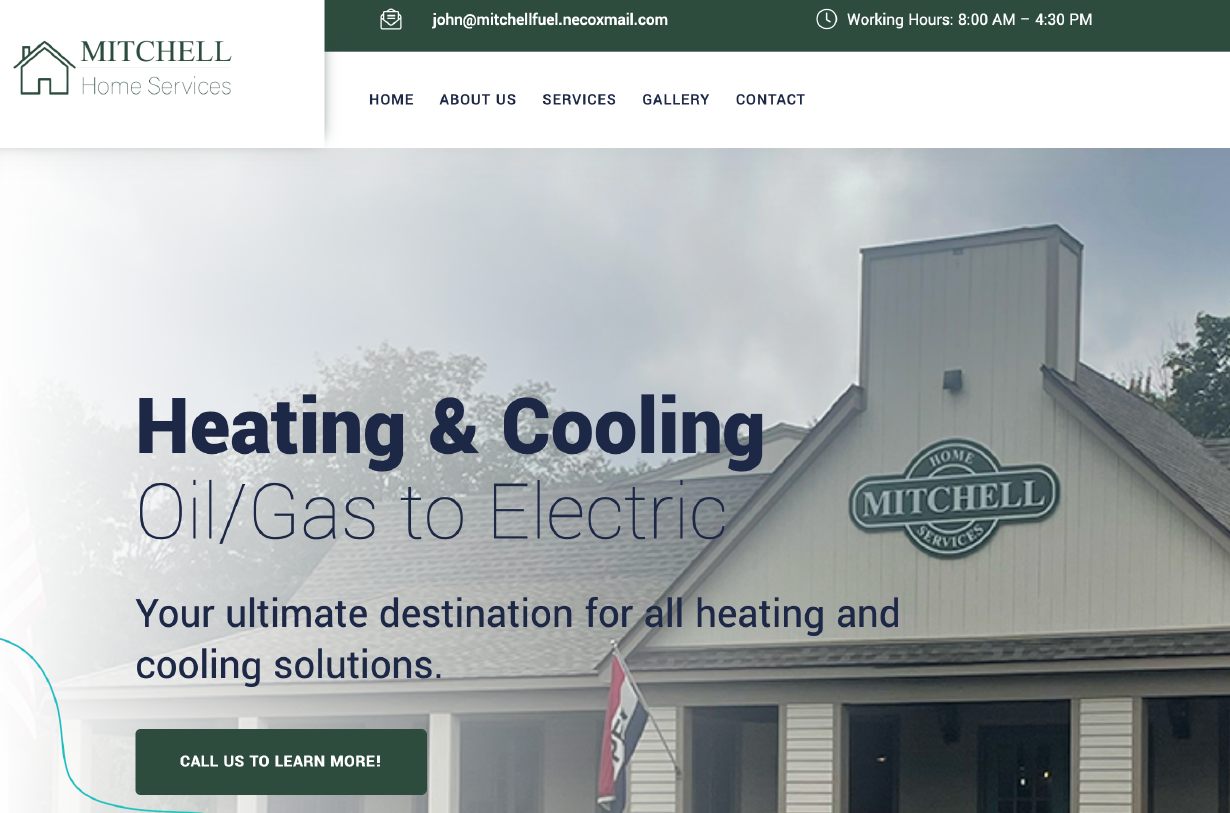 MITCHELL
Home Services
john@mitchellfuel.necoxmail.com
Working Hours: 8:00 AM – 4:30 PM
HOME
ABOUT US
SERVICES
GALLERY
CONTACT
Heating & Cooling
Oil/Gas to Electric
Your ultimate destination for all heating and
cooling solutions.
CALL US TO LEARN MORE!
HOME
MITCHELL
SERVICES